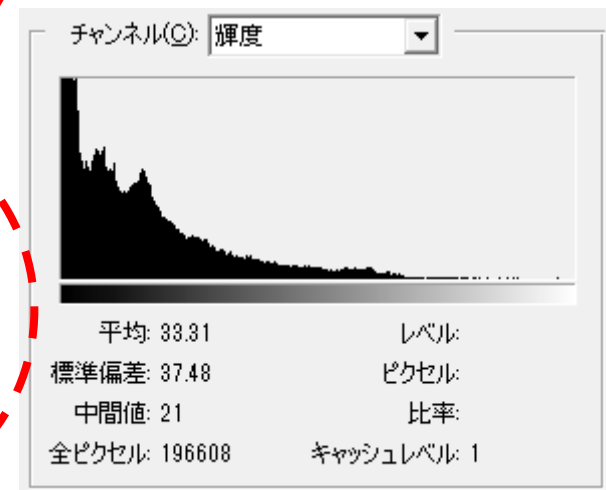 チャンネル(C): 輝度
平均: 33.31 レベル:
標準偏差: 37.48 ピクセル:
中間値: 21 比率:
全ピクセル: 196608 キャッシュレベル: 1